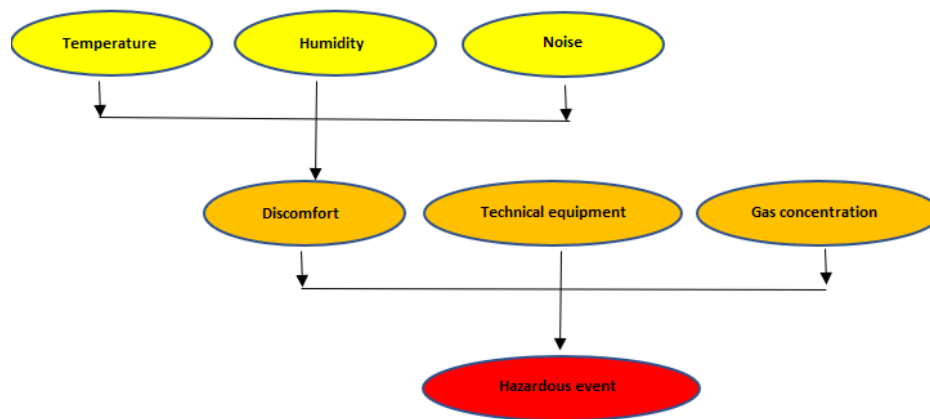 Temperature
Humidity
Noise
Discomfort
Technical equipment
Gas concentration
Hazardous event